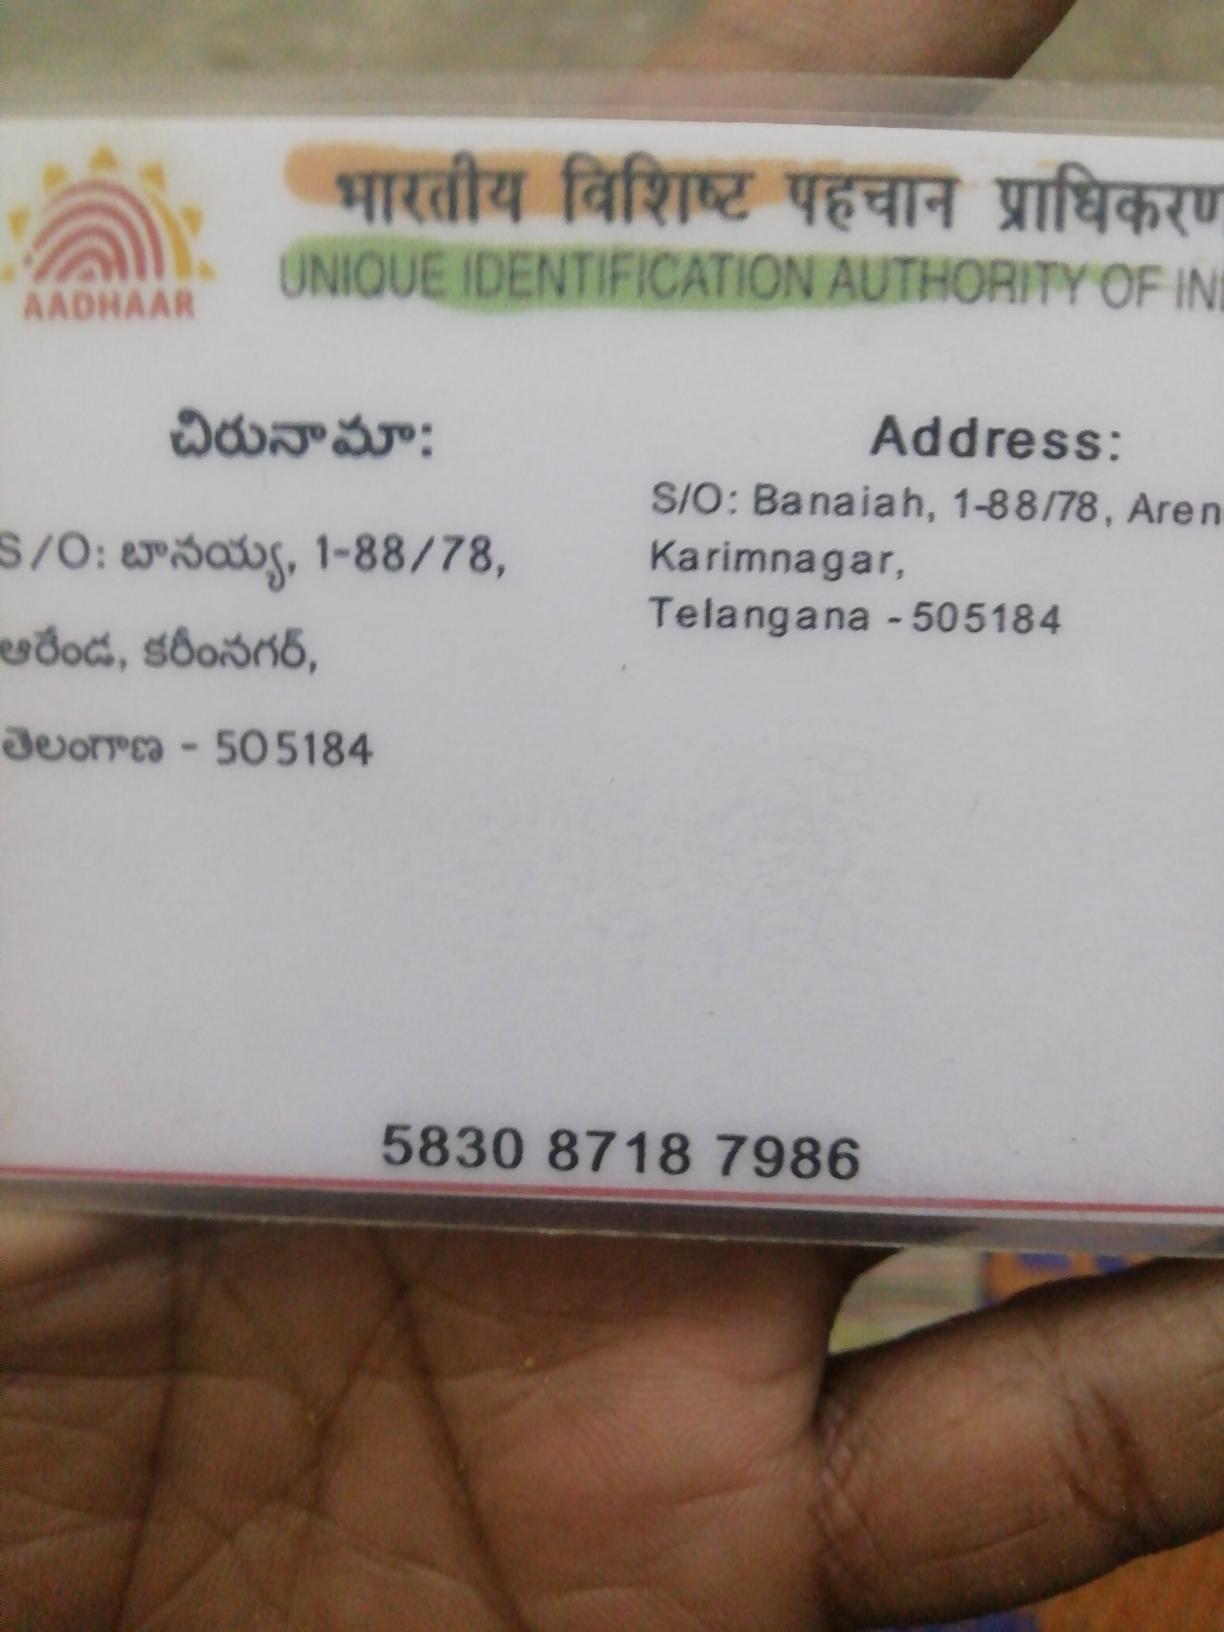 भारतीय विशिष्ट पहचान प्राधिकरण
UNIQUE IDENTIFICATION AUTHORITY OF
AADHAAR
చిరునామా:
S/O: బానయ్య, 1-88/78,
ఆరేండ, కరీంనగర్,
తెలంగాణ - 505184
Address:
S/O: Banaiah, 1-88/78,
Karimnagar,
Telangana - 505184
5830 8718 7986